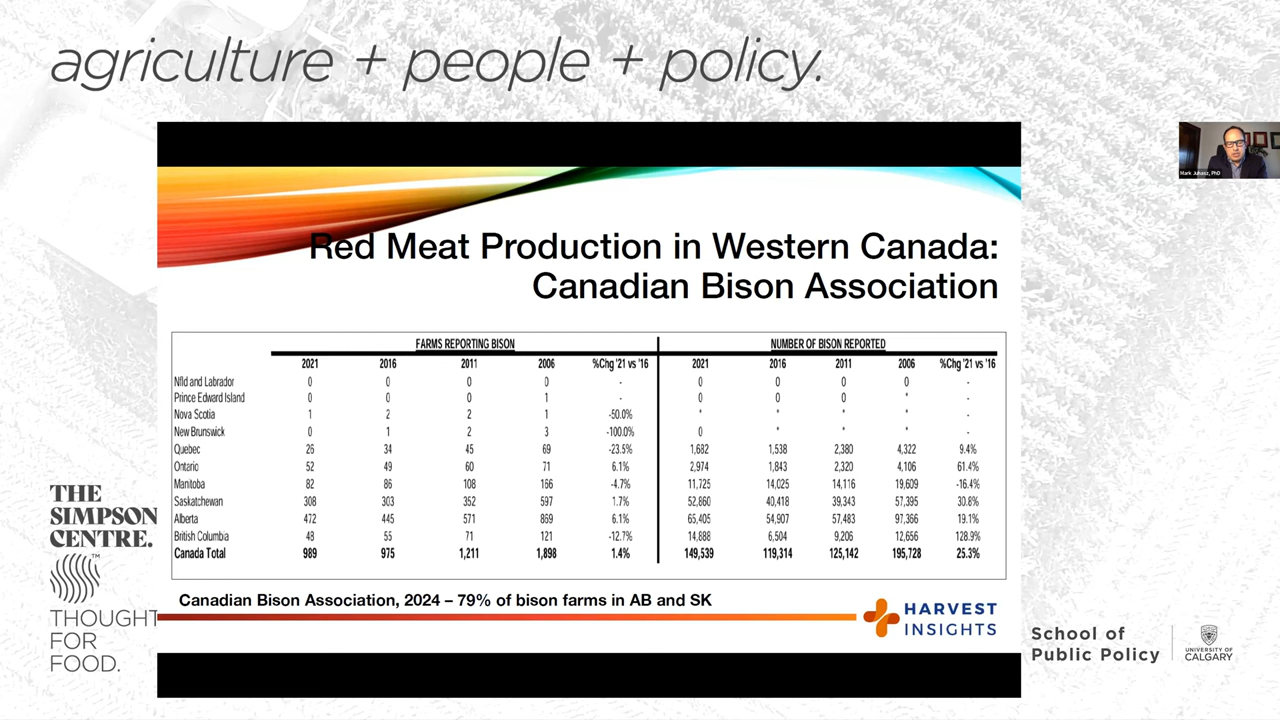 agriculture + people + policy.
Mark Juhasz, PhD
Red Meat Production in Western Canada:
Canadian Bison Association
FARMS REPORTING BISON NUMBER OF BISON REPORTED
2021 2016 2011 2006 %Chg '21 vs '16 2021 2016 2011 2006 %Chg '21 vs '16
Nfld and Labrador 0 0 0 0 - 0 0 0 0 -
Prince Edward Island 0 0 0 1 - 0 0 0 * -
Nova Scotia 1 2 2 1 -50.0% * * * * -
New Brunswick 0 1 2 3 -100.0% 0 * * * -
Quebec 26 34 45 69 -23.5% 1,682 1,538 2,380 4,322 9.4%
Ontario 52 49 60 71 6.1% 2,974 1,843 2,320 4,106 61.4%
Manitoba 82 86 108 166 -4.7% 11,725 14,025 14,116 19,609 -16.4%
Saskatchewan 308 303 352 597 1.7% 52,860 40,418 39,343 57,395 30.8%
Alberta 472 445 571 869 6.1% 65,405 54,907 57,483 97,366 19.1%
British Columbia 48 55 71 121 -12.7% 14,888 6,504 9,206 12,656 128.9%
Canada Total 989 975 1,211 1,898 1.4% 149,539 119,314 125,142 195,728 25.3%
Canadian Bison Association, 2024 – 79% of bison farms in AB and SK
HARVEST
INSIGHTS
THE
SIMPSON
CENTRE.
TM
THOUGHT
FOR
FOOD.
School of
Public Policy
UNIVERSITY OF
CALGARY